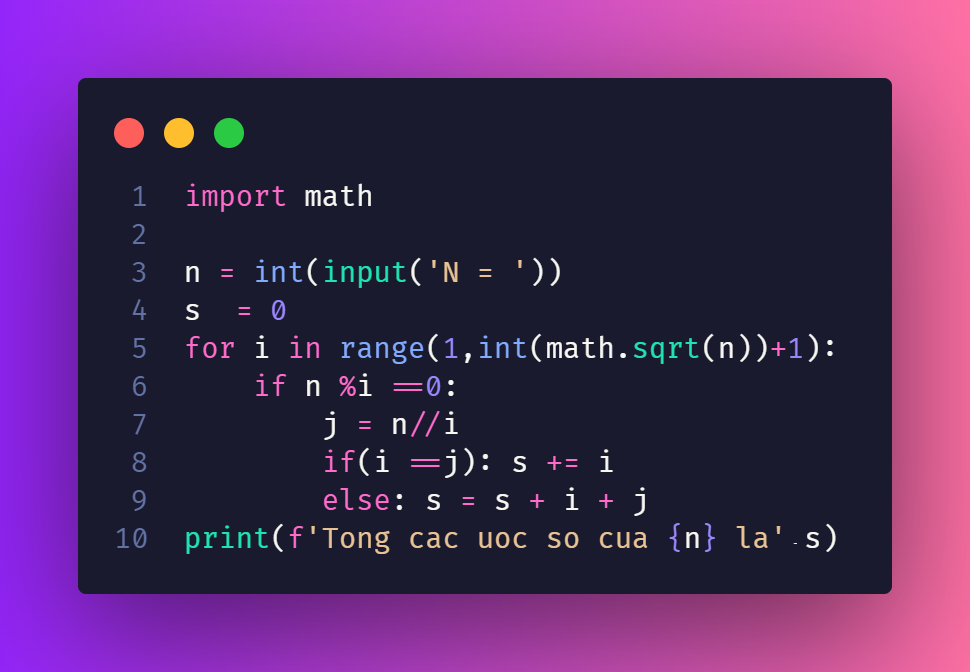 1 import math
2
3 n = int(input('N = '))
4 s  = 0
5 for i in range(1,int(math.sqrt(n))+1):
6     if n %i ==0:
7         j = n//i
8         if(i ==j): s += i
9         else: s = s + i + j
10 print(f'Tong cac uoc so cua {n} la' s)